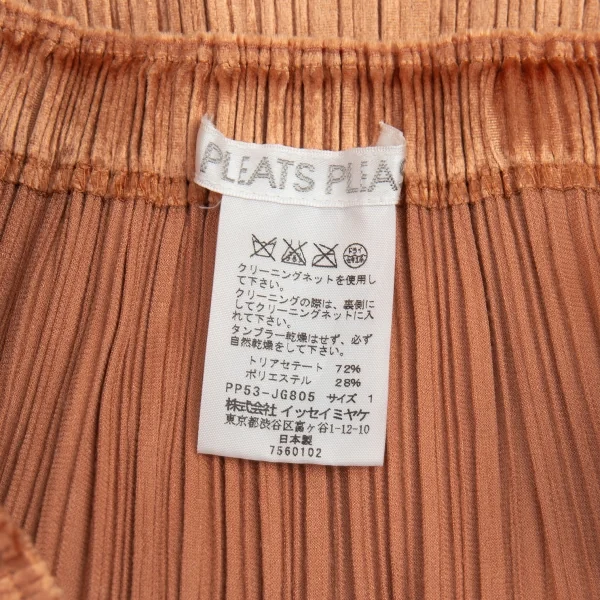 PLEATS PLEA
ドライ
石油系
クリーニングネットを使用し
て下さい。
クリーニングの際は、裏側に
してクリーニングネットに入
れて下さい。
タンブラー乾燥はせず、必ず
自然乾燥をして下さい。
トリアセテート 72%
ポリエステル 28%
PP53-JG805 サイズ 1
株式会社 イッセイミヤケ
東京都渋谷区富ヶ谷1-12-10
日本製
7560102